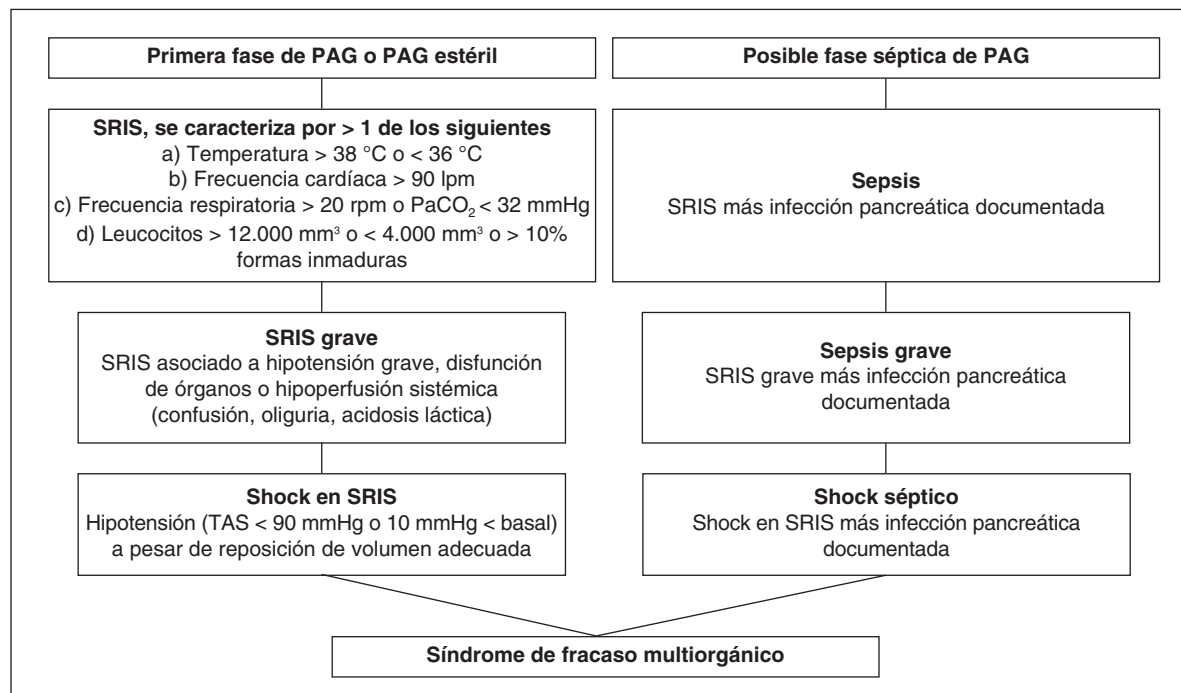 Primera fase de PAG o PAG estéril
SRIS, se caracteriza por > 1 de los siguientes
a) Temperatura > 38 °C o < 36 °C
b) Frecuencia cardíaca > 90 lpm
c) Frecuencia respiratoria > 20 rpm o PaCO₂ < 32 mmHg
d) Leucocitos > 12.000 mm³ o < 4.000 mm³ o > 10%
formas inmaduras
SRIS grave
SRIS asociado a hipotensión grave, disfunción
de órganos o hipoperfusión sistémica
(confusión, oliguria, acidosis láctica)
Shock en SRIS
Hipotensión (TAS < 90 mmHg o 10 mmHg < basal)
a pesar de reposición de volumen adecuada
Posible fase séptica de PAG
Sepsis
SRIS más infección pancreática documentada
Sepsis grave
SRIS grave más infección pancreática
documentada
Shock séptico
Shock en SRIS más infección pancreática
documentada
Síndrome de fracaso multiorgánico